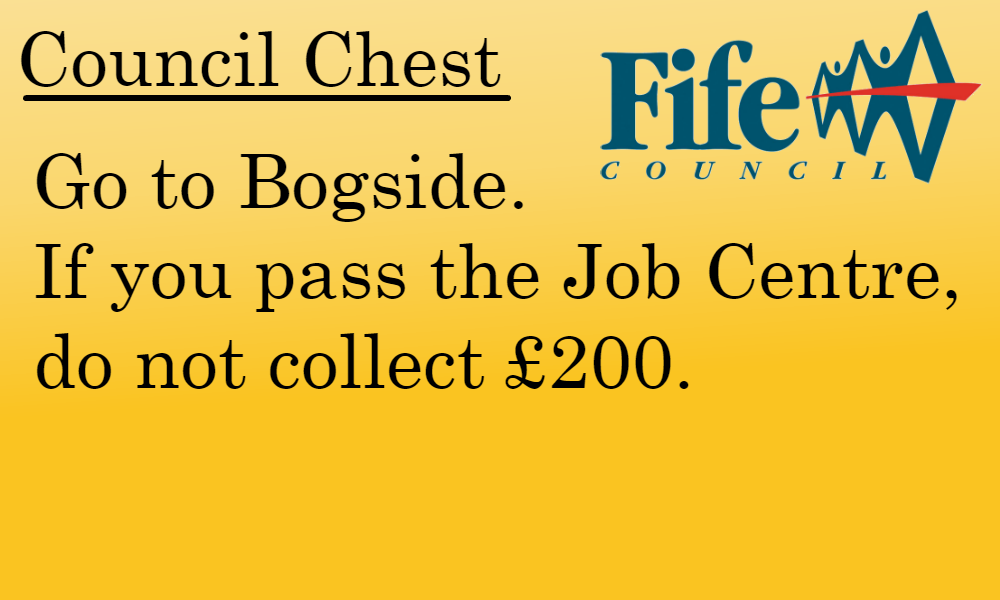 Council Chest
Fife
COUNCIL
Go to Bogside.
If you pass the Job Centre,
do not collect £200.